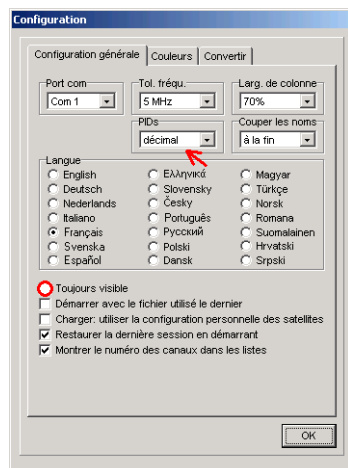 Configuration
Configuration générale Couleurs Convertir
Port com Tol. fréqu. Larg. de colonne
Com 1 5 MHz 70%
PIDs Couper les noms
décimal à la fin
Langue
English Ελληνικά Magyar
Deutsch Slovensky Türkçe
Nederlands Česky Norsk
Italiano Português Romana
Français Русский Suomalainen
Svenska Polski Hrvatski
Español Dansk Srpski
Toujours visible
Démarrer avec le fichier utilisé le dernier
Charger: utiliser la configuration personnelle des satellites
Restaurer la dernière session en démarrant
Montrer le numéro des canaux dans les listes
OK